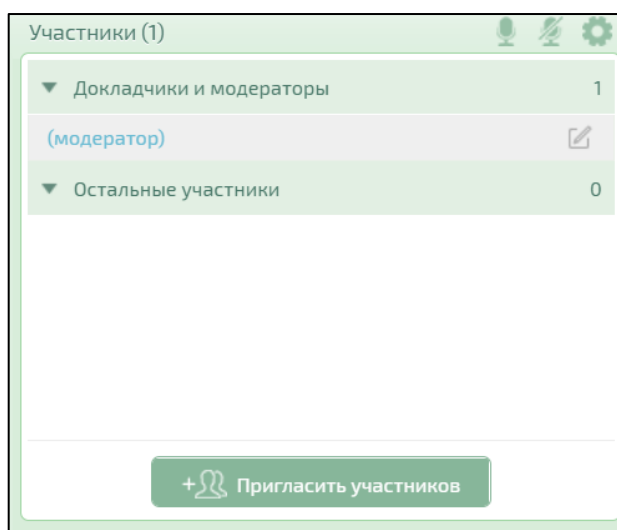 Участники (1)
Докладчики и модераторы 1
(модератор)
Остальные участники 0
Пригласить участников